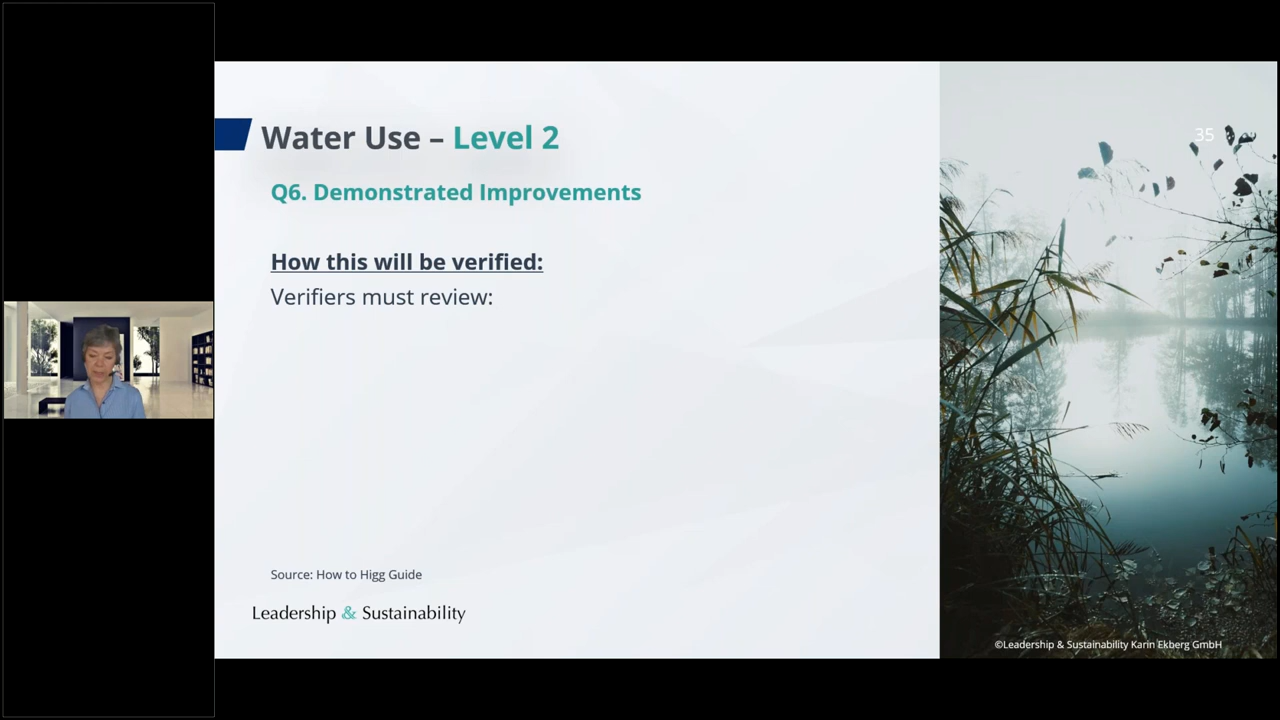 35
Water Use – Level 2
Q6. Demonstrated Improvements
How this will be verified:
Verifiers must review:
Source: How to Higg Guide
Leadership & Sustainability
©Leadership & Sustainability Karin Ekberg GmbH